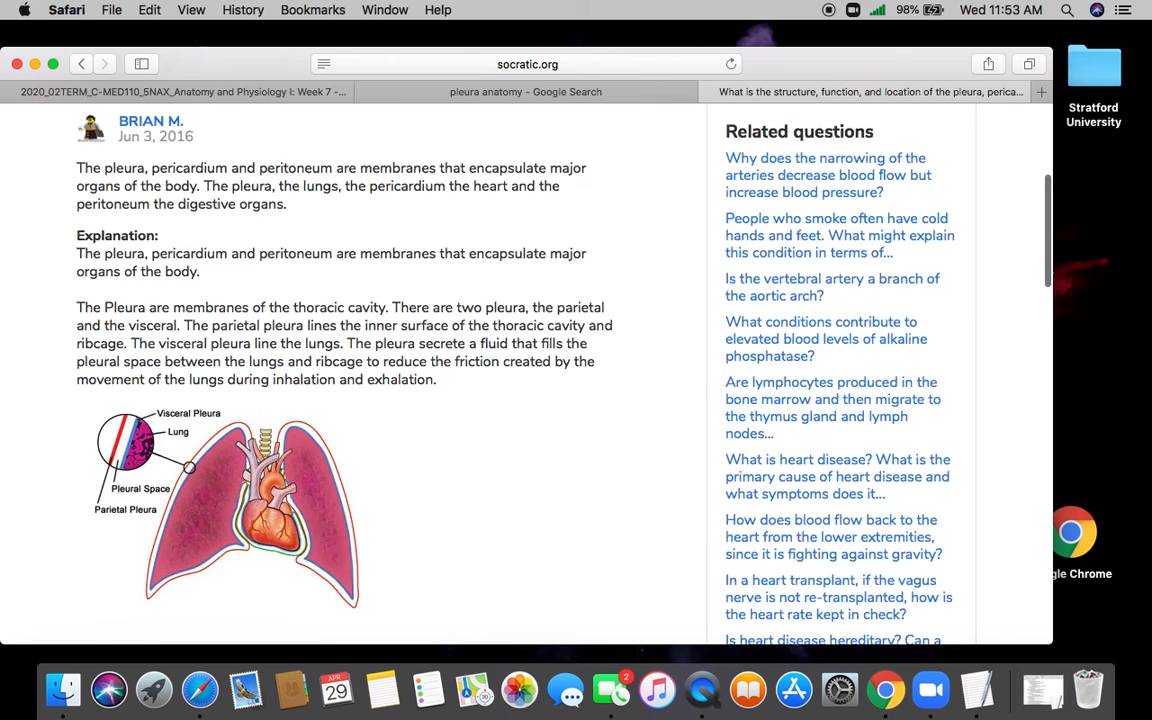 Safari File Edit View History Bookmarks Window Help 98% Wed 11:53 AM
socratic.org
2020_02TERM_C-MED110_5NAX_Anatomy and Physiology I: Week 7 -...
pleura anatomy - Google Search
What is the structure, function, and location of the pleura, perica...
Stratford
University
BRIAN M.
Jun 3, 2016
The pleura, pericardium and peritoneum are membranes that encapsulate major
organs of the body. The pleura, the lungs, the pericardium the heart and the
peritoneum the digestive organs.
Explanation:
The pleura, pericardium and peritoneum are membranes that encapsulate major
organs of the body.
The Pleura are membranes of the thoracic cavity. There are two pleura, the parietal
and the visceral. The parietal pleura lines the inner surface of the thoracic cavity and
ribcage. The visceral pleura line the lungs. The pleura secrete a fluid that fills the
pleural space between the lungs and ribcage to reduce the friction created by the
movement of the lungs during inhalation and exhalation.
Visceral Pleura
Lung
Pleural Space
Parietal Pleura
Related questions
Why does the narrowing of the
arteries decrease blood flow but
increase blood pressure?
People who smoke often have cold
hands and feet. What might explain
this condition in terms of...
Is the vertebral artery a branch of
the aortic arch?
What conditions contribute to
elevated blood levels of alkaline
phosphatase?
Are lymphocytes produced in the
bone marrow and then migrate to
the thymus gland and lymph
nodes...
What is heart disease? What is the
primary cause of heart disease and
what symptoms does it...
How does blood flow back to the
heart from the lower extremities,
since it is fighting against gravity?
In a heart transplant, if the vagus
nerve is not re-transplanted, how is
the heart rate kept in check?
Is heart disease hereditary? Can a
gle Chrome
APR
29
2